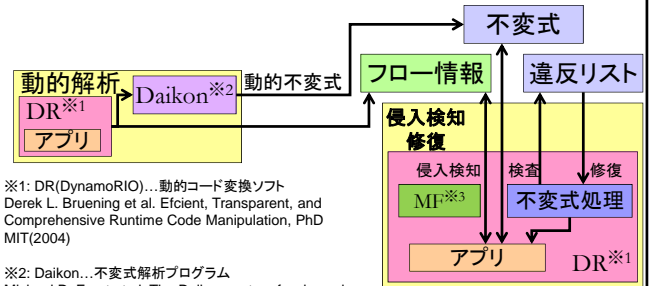 不変式
動的解析
DR※1
アプリ
Daikon※2
動的不変式
フロー情報
違反リスト
侵入検知
修復
侵入検知
検査
修復
MF※3
不変式処理
アプリ
DR※1
※1: DR(DynamoRIO)…動的コード変換ソフト
Derek L. Bruening et al. Efcient, Transparent, and
Comprehensive Runtime Code Manipulation, PhD
MIT(2004)
※2: Daikon…不変式解析プログラム